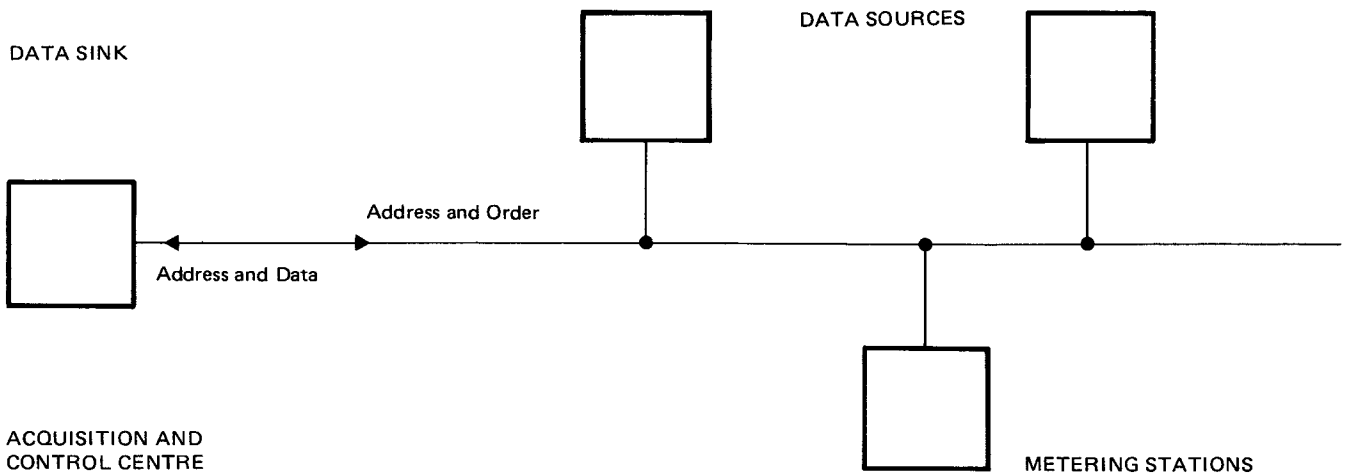 DATA SOURCES
DATA SINK
Address and Order
Address and Data
ACQUISITION AND
CONTROL CENTRE
METERING STATIONS